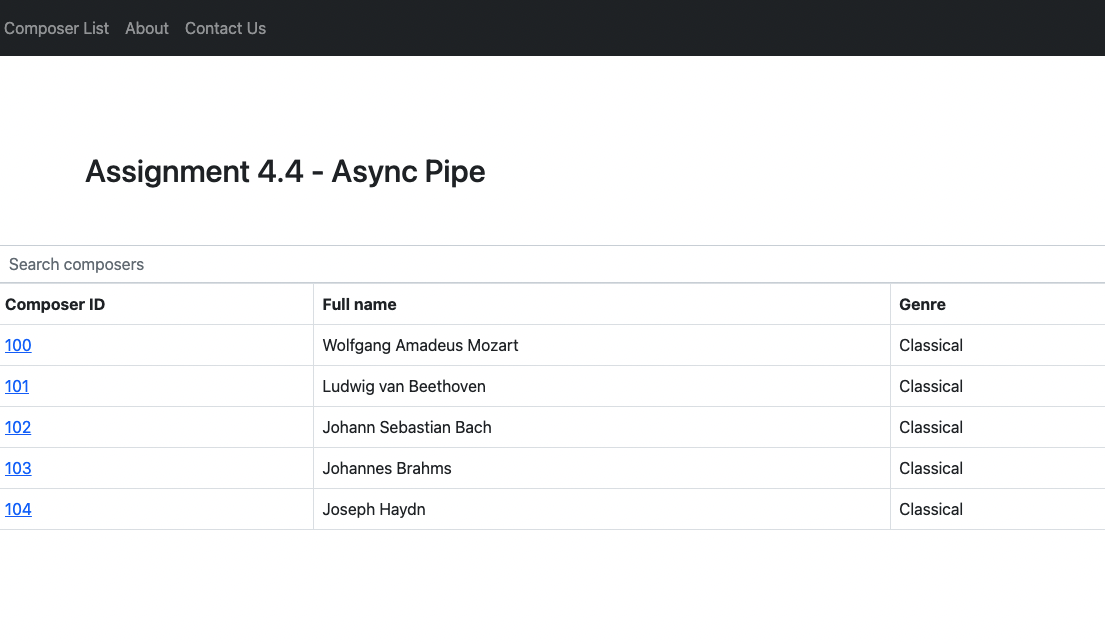 Composer List About Contact Us
Assignment 4.4 - Async Pipe
Search composers
Composer ID Full name Genre
100 Wolfgang Amadeus Mozart Classical
101 Ludwig van Beethoven Classical
102 Johann Sebastian Bach Classical
103 Johannes Brahms Classical
104 Joseph Haydn Classical